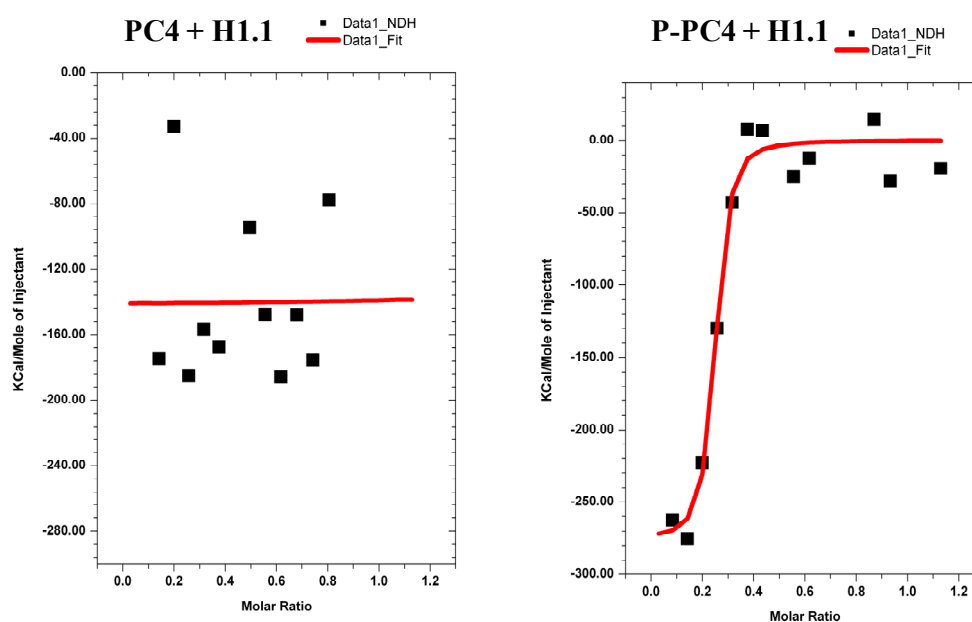 PC4 + H1.1
Data1_NDH
Data1_Fit
KCal/Mole of Injectant
0.00
-40.00
-80.00
-120.00
-160.00
-200.00
-240.00
-280.00
0.0 0.2 0.4 0.6 0.8 1.0 1.2
Molar Ratio
P-PC4 + H1.1
Data1_NDH
Data1_Fit
KCal/Mole of Injectant
0.00
-50.00
-100.00
-150.00
-200.00
-250.00
-300.00
0.0 0.2 0.4 0.6 0.8 1.0 1.2
Molar Ratio